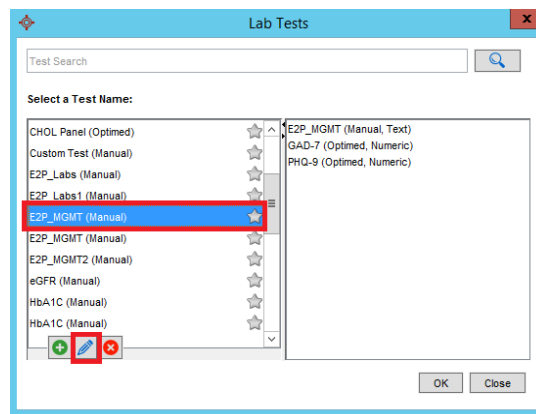 Lab Tests
x
Test Search
Select a Test Name:
CHOL Panel (Optimed)
Custom Test (Manual)
E2P_Labs (Manual)
E2P_Labs1 (Manual)
E2P_MGMT (Manual)
E2P_MGMT (Manual)
E2P_MGMT2 (Manual)
eGFR (Manual)
HbA1C (Manual)
HbA1C (Manual)
E2P_MGMT (Manual, Text)
GAD-7 (Optimed, Numeric)
PHQ-9 (Optimed, Numeric)
OK Close